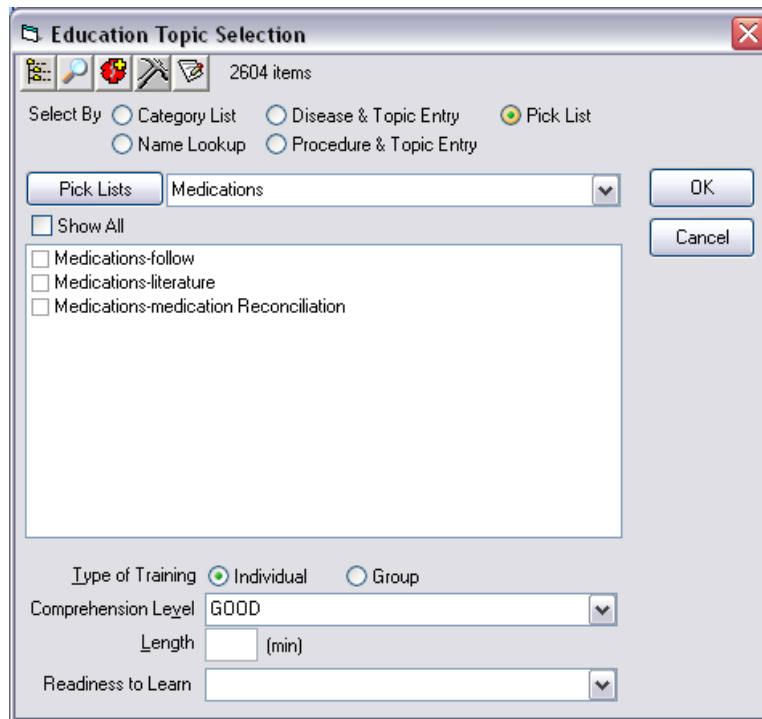 Education Topic Selection
2604 items
Select By Category List Disease & Topic Entry Pick List
Name Lookup Procedure & Topic Entry
Pick Lists Medications OK
Show All
Cancel
Medications-follow
Medications-literature
Medications-medication Reconciliation
Type of Training Individual Group
Comprehension Level GOOD
Length (min)
Readiness to Learn